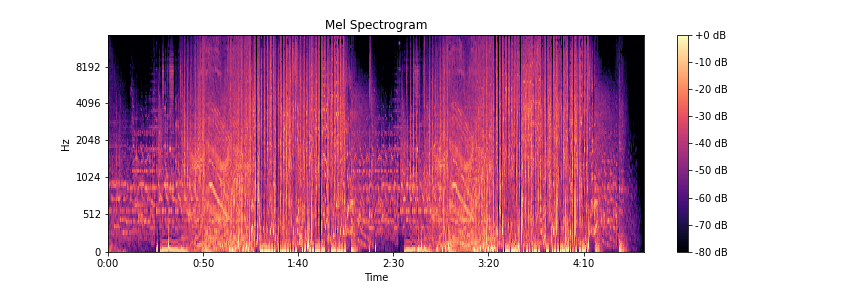 Mel Spectrogram
+0 dB
8192
-10 dB
4096
-20 dB
-30 dB
2048
Hz
-40 dB
1024
-50 dB
512
-60 dB
-70 dB
0
-80 dB
0:00 0:50 1:40 2:30 3:20 4:10
Time